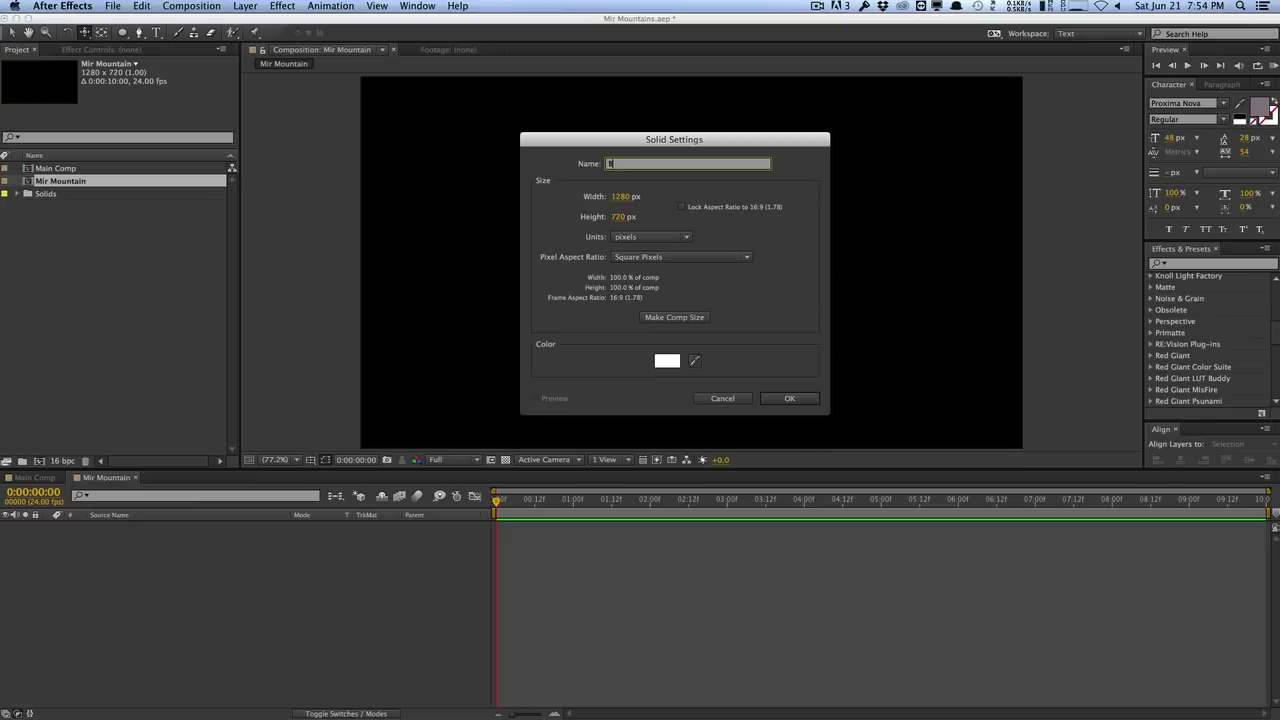 After Effects File Edit Composition Layer Effect Animation View Window Help
3 0.1KB/s 0.5KB/s Sat Jun 21 7:54 PM
Mir Mountains.aep *
Workspace: Text Search Help
Project × Effect Controls: (none) Composition: Mir Mountain × Footage: (none) Preview ×
Mir Mountain
1280 x 720 (1.00)
Δ 0:00:10:00, 24.00 fps
Mir Mountain
Name
Main Comp
Mir Mountain
Solids
16 bpc
Solid Settings
Name: B
Size
Width: 1280 px
Lock Aspect Ratio to 16:9 (1.78)
Height: 720 px
Units: pixels
Pixel Aspect Ratio: Square Pixels
Width: 100.0 % of comp
Height: 100.0 % of comp
Frame Aspect Ratio: 16:9 (1.78)
Make Comp Size
Color
Preview Cancel OK
Character × Paragraph
Proxima Nova
Regular
48 px 28 px
Metrics 54
- px
100 % 100 %
0 px 0 %
T T TT TT T T
Effects & Presets ×
Knoll Light Factory
Matte
Noise & Grain
Obsolete
Perspective
Primatte
RE:Vision Plug-ins
Red Giant
Red Giant Color Suite
Red Giant LUT Buddy
Red Giant MisFire
Red Giant Psunami
Align ×
Align Layers to: Selection
(77.2%) 0:00:00:00 Full Active Camera 1 View +0.0
Main Comp Mir Mountain ×
0:00:00:00
00000 (24.00 fps)
00f 00:12f 01:00f 01:12f 02:00f 02:12f 03:00f 03:12f 04:00f 04:12f 05:00f 05:12f 06:00f 06:12f 07:00f 07:12f 08:00f 08:12f 09:00f 09:12f 10:0
# Source Name Mode T TrkMat Parent
Toggle Switches / Modes